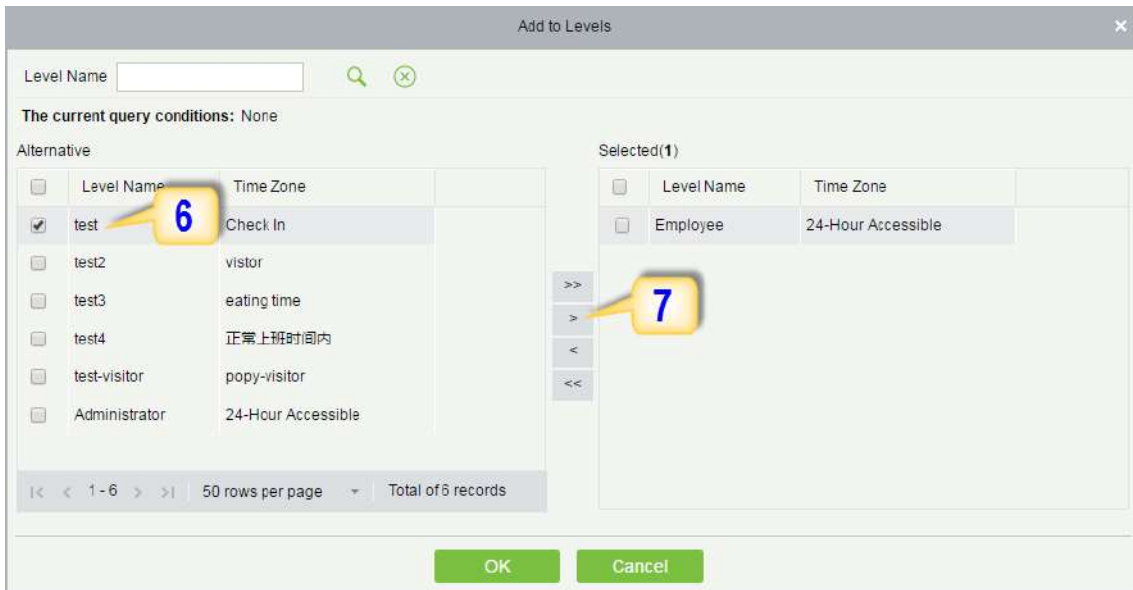 Add to Levels
Level Name
The current query conditions: None
Alternative
Selected(1)
Level Name Time Zone
Level Name Time Zone
test 6 Check In
Employee 24-Hour Accessible
test2 vistor
test3 eating time
>>
> 7
test4 正常上班时间内
<
test-visitor popy-visitor
<<
Administrator 24-Hour Accessible
1 - 6 50 rows per page Total of 6 records
OK Cancel